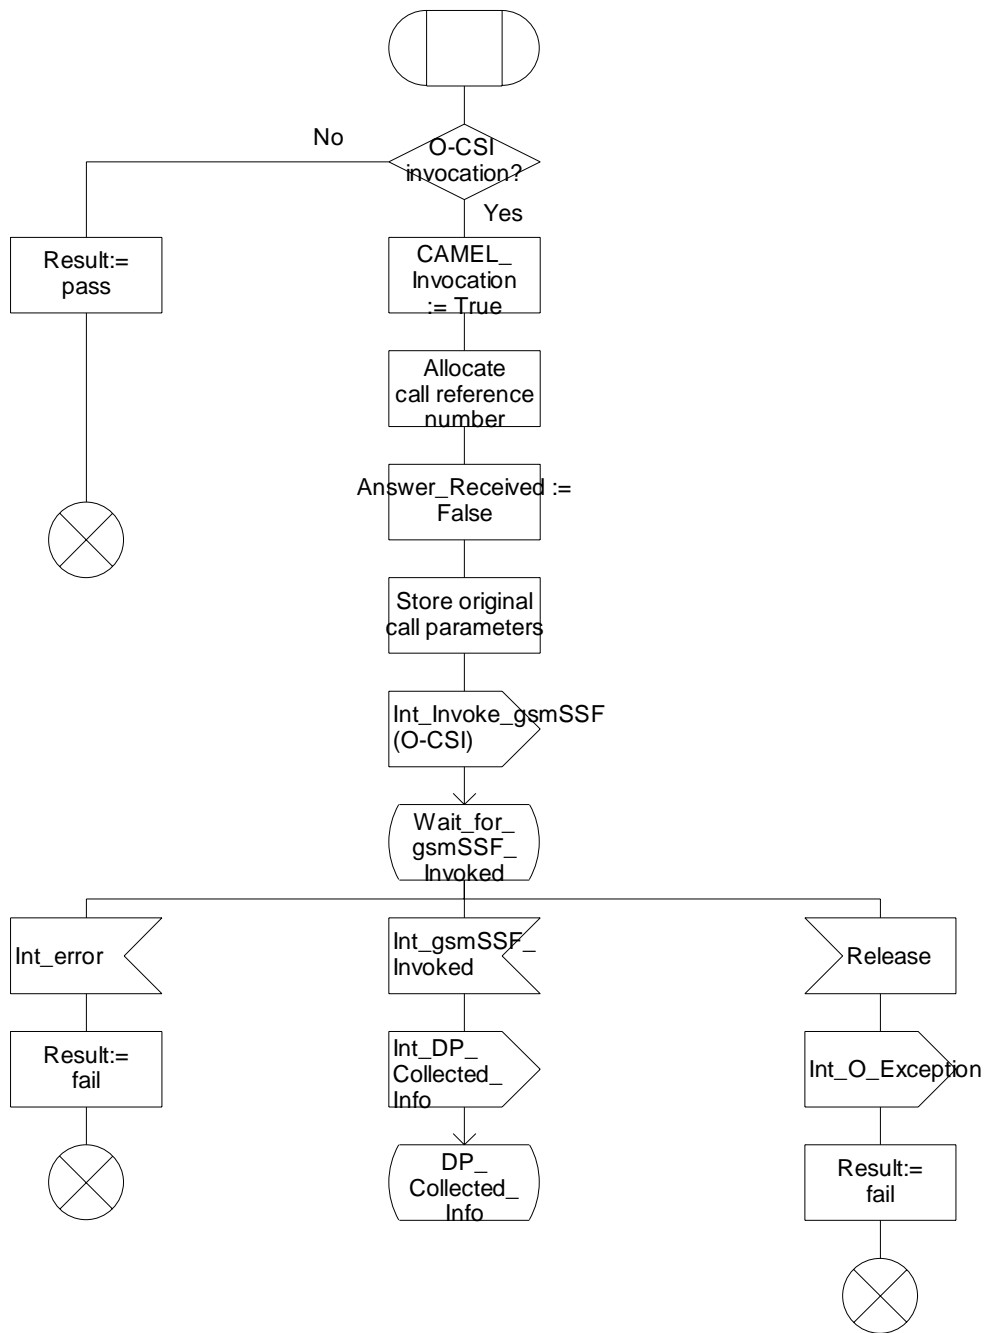 No
O-CSI
invocation?
Yes
Result:=
pass
CAMEL_
Invocation
:= True
Allocate
call reference
number
Answer_Received :=
False
Store original
call parameters
Int_Invoke_gsmSSF
(O-CSI)
Wait_for_
gsmSSF_
Invoked
Int_error
Int_gsmSSF_
Invoked
Release
Result:=
fail
Int_DP_
Collected_
Info
Int_O_Exception
DP_
Collected_
Info
Result:=
fail